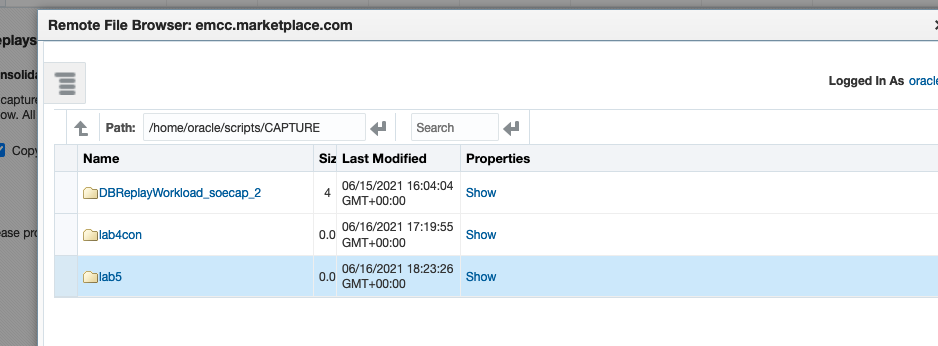 Remote File Browser: emcc.marketplace.com
eplays
nsolida
Logged In As oracle
capture
ow. All
Path: /home/oracle/scripts/CAPTURE Search
Copy
Name Siz Last Modified Properties
DBReplayWorkload_soecap_2 4 06/15/2021 16:04:04 Show
GMT+00:00
ease pro
lab4con 0.0 06/16/2021 17:19:55 Show
GMT+00:00
lab5 0.0 06/16/2021 18:23:26 Show
GMT+00:00